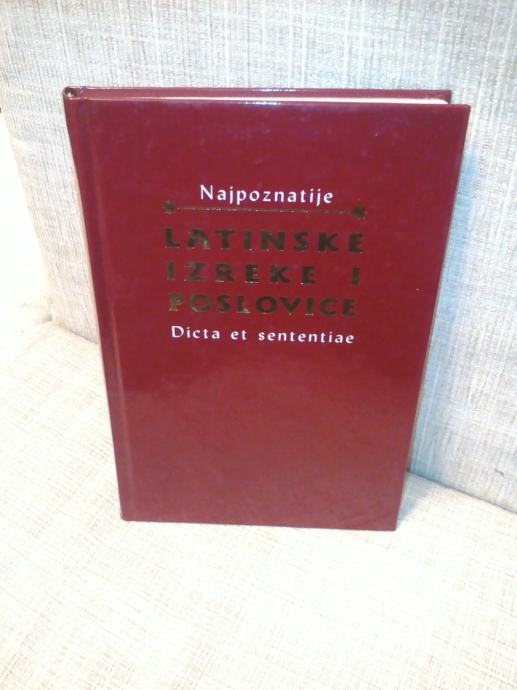 Najpoznatije
LATINSKE
IZREKE I
POSLOVICE
Dicta et sententiae